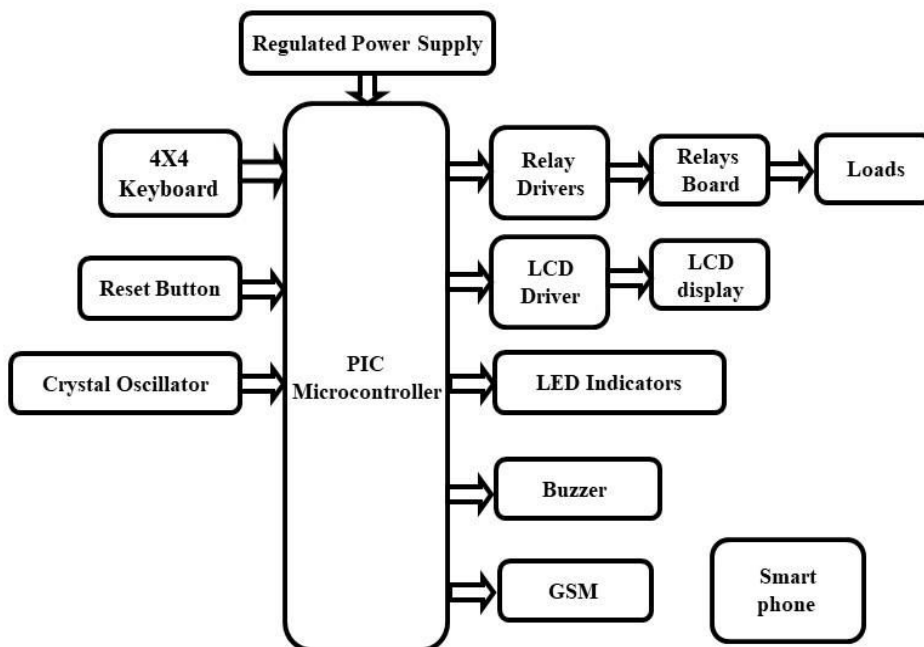 Regulated Power Supply
4X4
Keyboard
Reset Button
Crystal Oscillator
PIC
Microcontroller
Relay
Drivers
Relays
Board
Loads
LCD
Driver
LCD
display
LED Indicators
Buzzer
GSM
Smart
phone